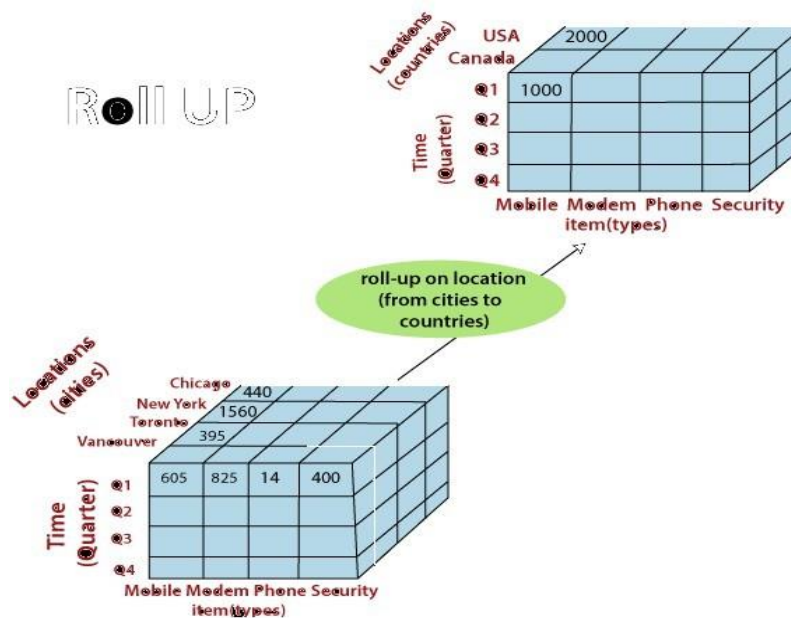 Roll UP
Locations
(countries)
USA
Canada
2000
Time
(Quarter)
Q1
Q2
Q3
Q4
1000
Mobile Modem Phone Security
item(types)
roll-up on location
(from cities to
countries)
Locations
(cities)
Chicago
New York
Toronto
Vancouver
440
1560
395
Time
(Quarter)
Q1
Q2
Q3
Q4
605 825 14 400
Mobile Modem Phone Security
item(types)